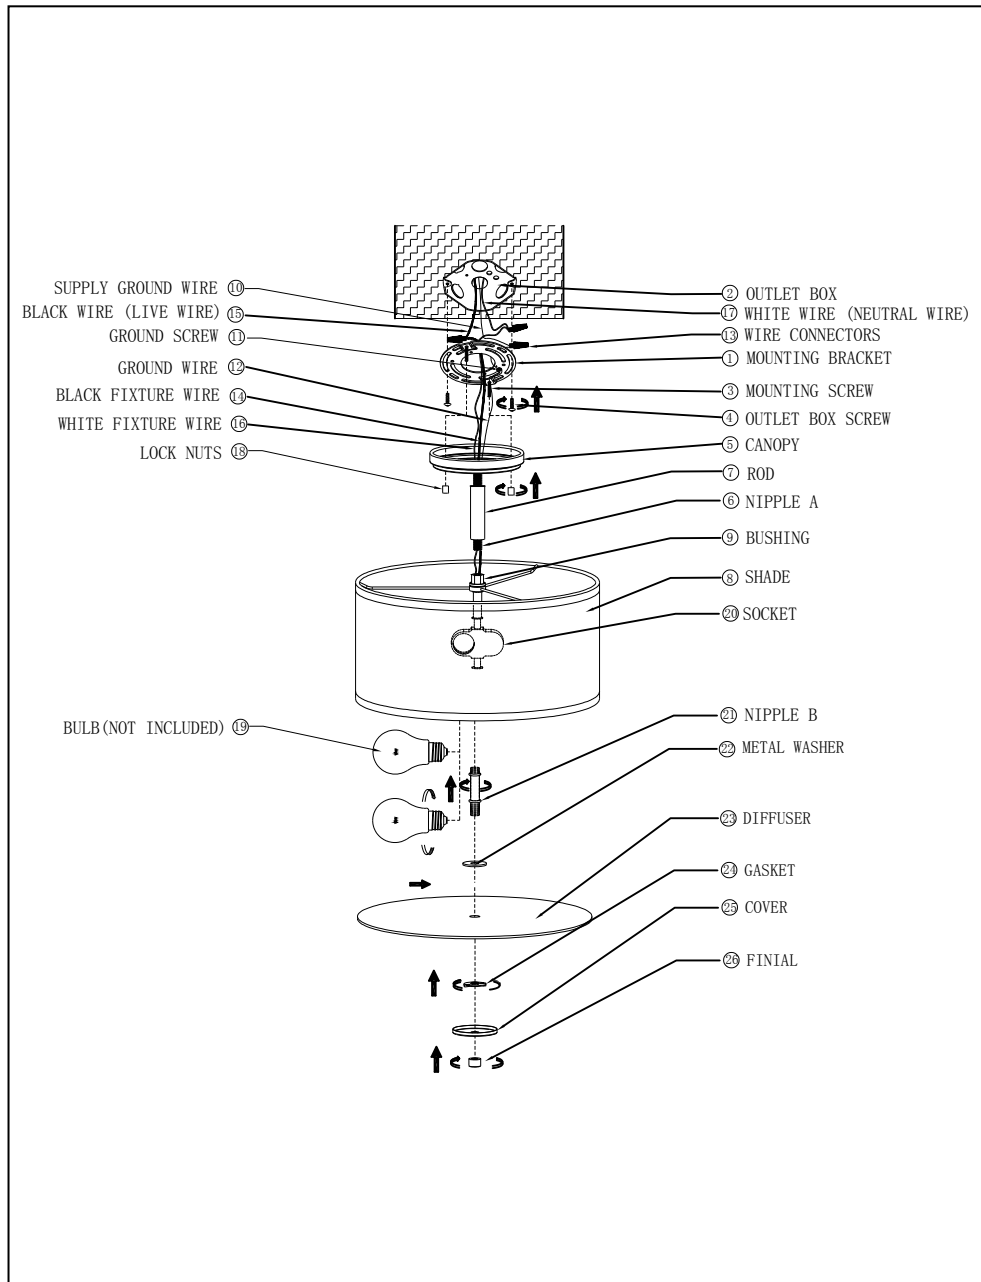 SUPPLY GROUND WIRE 10
BLACK WIRE (LIVE WIRE) 15
GROUND SCREW 11
GROUND WIRE 12
BLACK FIXTURE WIRE 14
WHITE FIXTURE WIRE 16
LOCK NUTS 18
BULB(NOT INCLUDED) 19
2 OUTLET BOX
17 WHITE WIRE (NEUTRAL WIRE)
13 WIRE CONNECTORS
1 MOUNTING BRACKET
3 MOUNTING SCREW
4 OUTLET BOX SCREW
5 CANOPY
7 ROD
6 NIPPLE A
9 BUSHING
8 SHADE
20 SOCKET
21 NIPPLE B
22 METAL WASHER
23 DIFFUSER
24 GASKET
25 COVER
26 FINIAL